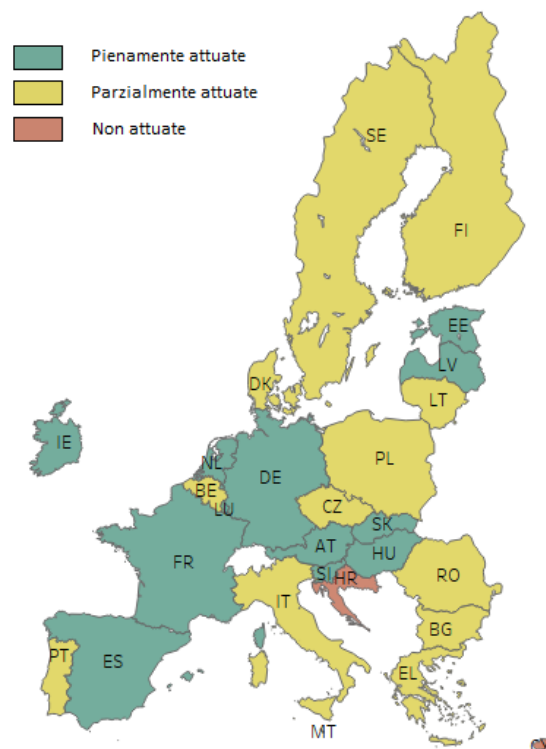 Pienamente attuate
Parzialmente attuate
Non attuate
SE
FI
EE
LV
DK
LT
IE
NL
DE
PL
BE
LU
CZ
SK
AT
HU
FR
SI
HR
RO
IT
BG
PT
ES
EL
MT